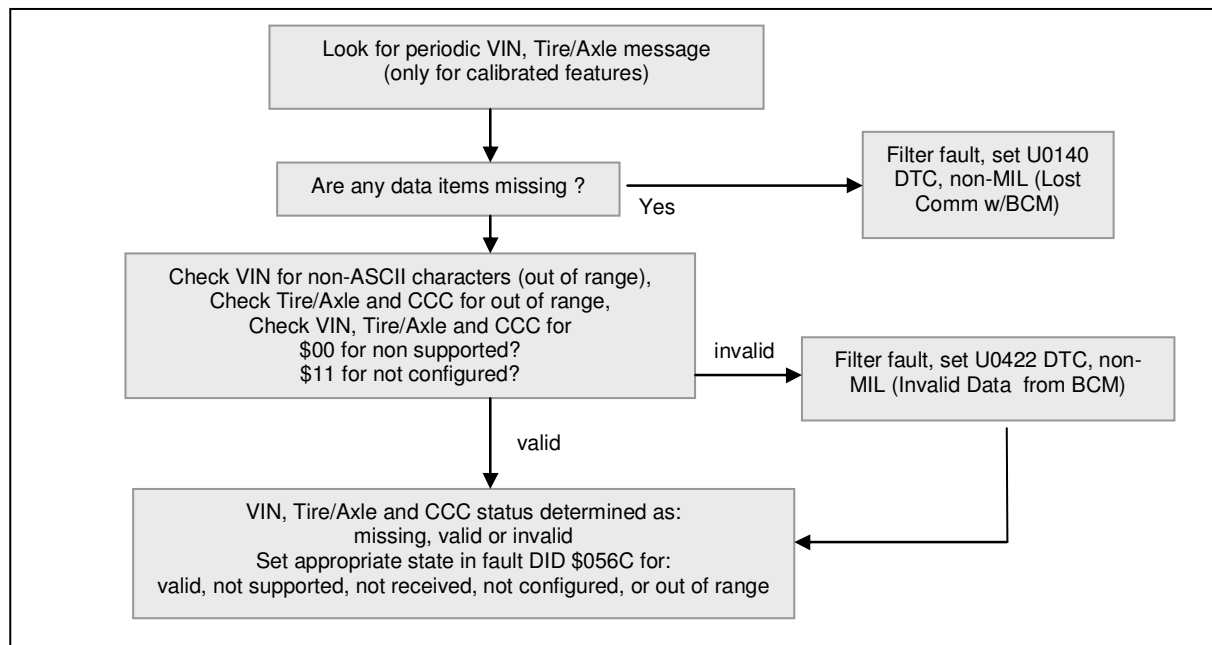 Look for periodic VIN, Tire/Axle message
(only for calibrated features)
Are any data items missing ?
Yes
Filter fault, set U0140
DTC, non-MIL (Lost
Comm w/BCM)
Check VIN for non-ASCII characters (out of range),
Check Tire/Axle and CCC for out of range,
Check VIN, Tire/Axle and CCC for
$00 for non supported?
$11 for not configured?
invalid
Filter fault, set U0422 DTC, non-
MIL (Invalid Data from BCM)
valid
VIN, Tire/Axle and CCC status determined as:
missing, valid or invalid
Set appropriate state in fault DID $056C for:
valid, not supported, not received, not configured, or out of range